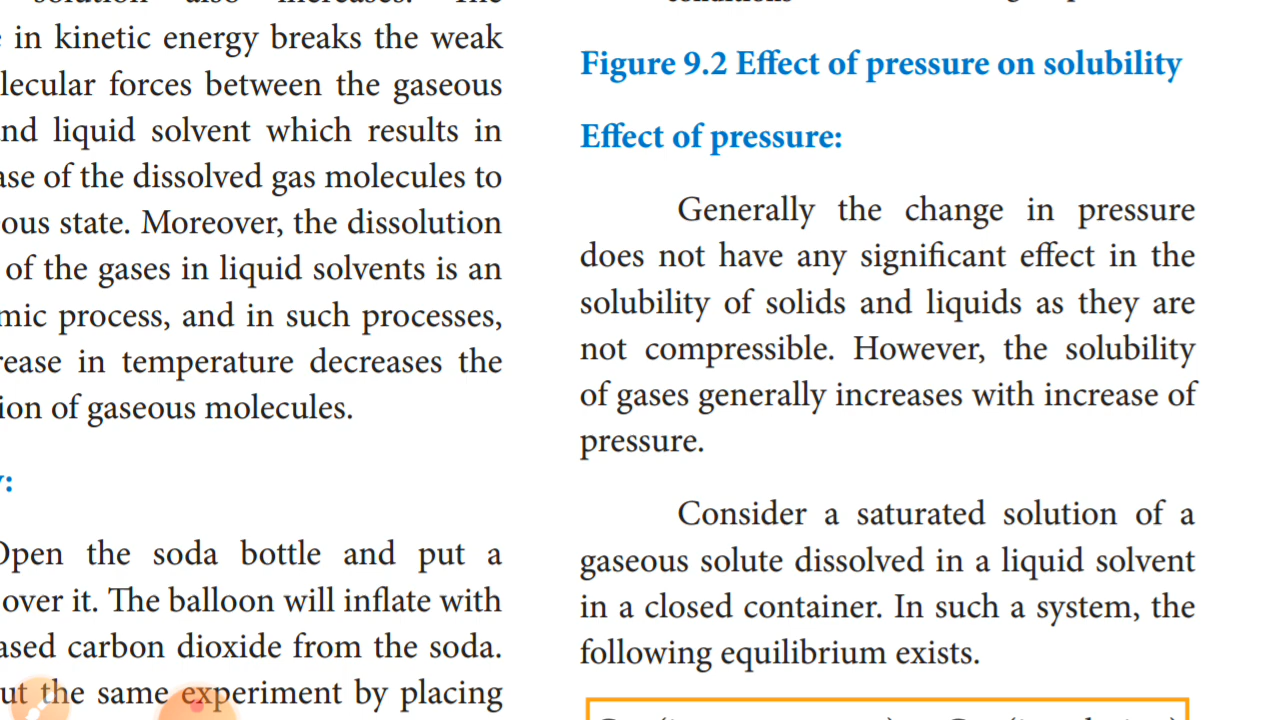 solution also increases. The
in kinetic energy breaks the weak
lecular forces between the gaseous
nd liquid solvent which results in
ase of the dissolved gas molecules to
ous state. Moreover, the dissolution
of the gases in liquid solvents is an
mic process, and in such processes,
rease in temperature decreases the
ion of gaseous molecules.
y:
Open the soda bottle and put a
over it. The balloon will inflate with
ased carbon dioxide from the soda.
ut the same experiment by placing
conditions
Figure 9.2 Effect of pressure on solubility
Effect of pressure:
Generally the change in pressure
does not have any significant effect in the
solubility of solids and liquids as they are
not compressible. However, the solubility
of gases generally increases with increase of
pressure.
Consider a saturated solution of a
gaseous solute dissolved in a liquid solvent
in a closed container. In such a system, the
following equilibrium exists.